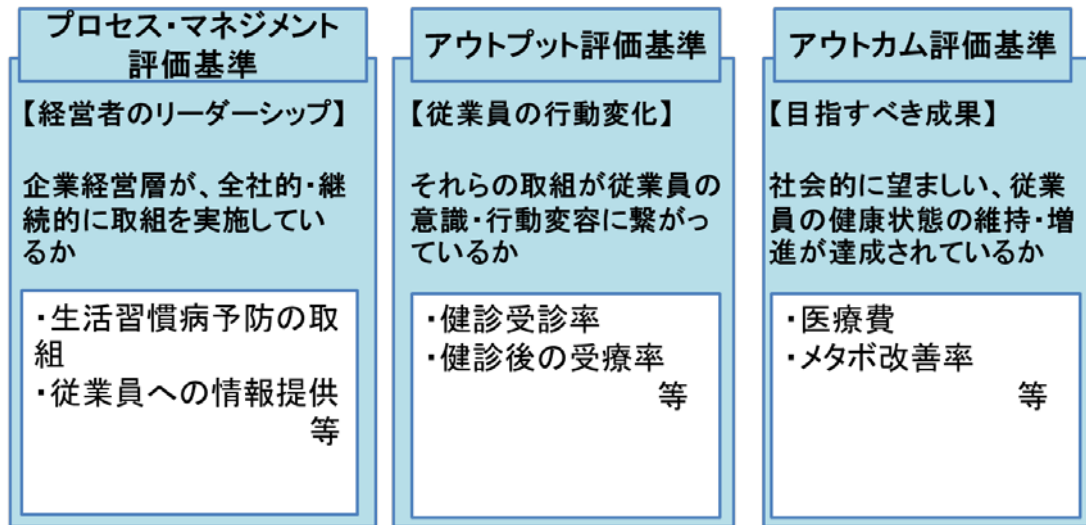 プロセス・マネジメント
評価基準
【経営者のリーダーシップ】
企業経営層が、全社的・継
続的に取組を実施してい
るか
・生活習慣病予防の取
組
・従業員への情報提供
等
アウトプット評価基準
【従業員の行動変化】
それらの取組が従業員の
意識・行動変容に繋がっ
ているか
・健診受診率
・健診後の受療率
等
アウトカム評価基準
【目指すべき成果】
社会的に望ましい、従業
員の健康状態の維持・増
進が達成されているか
・医療費
・メタボ改善率
等